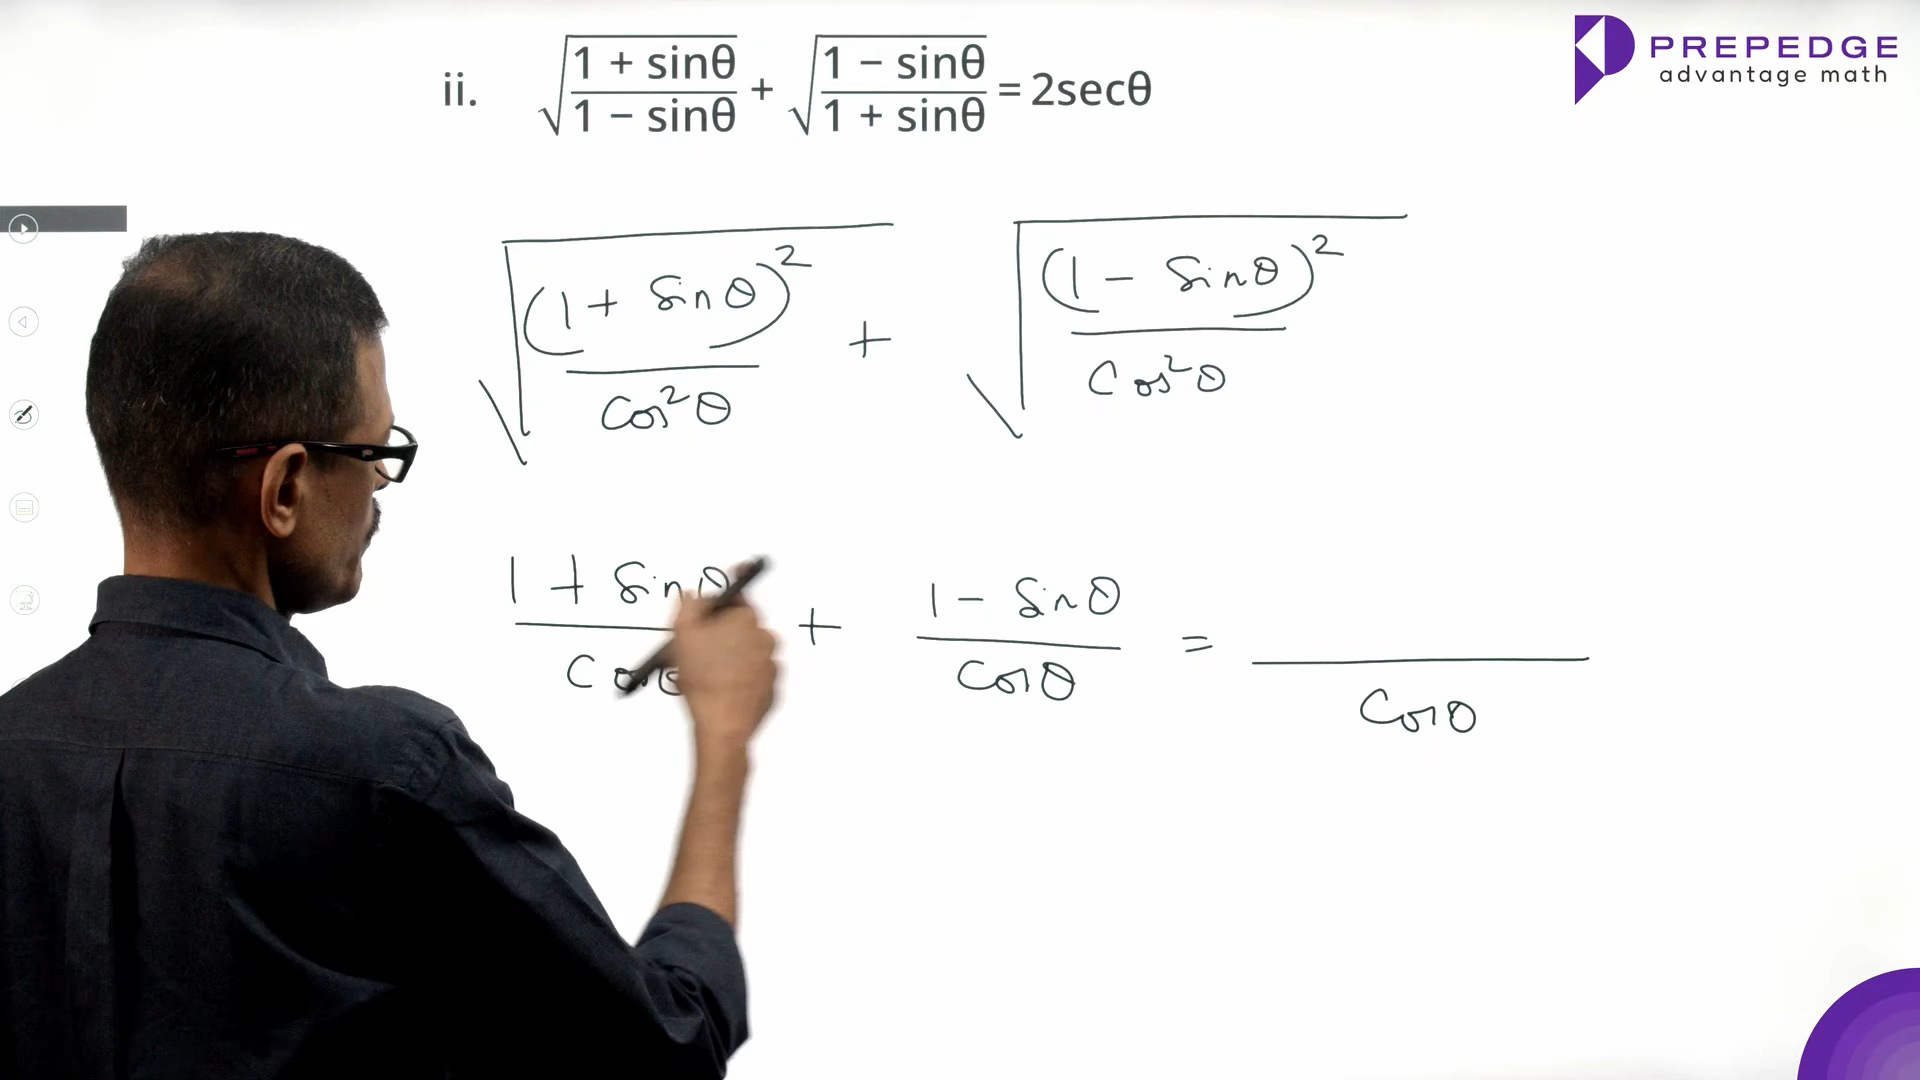 PREPEDGE
advantage math
ii. √((1 + sinθ)/(1 − sinθ)) + √((1 − sinθ)/(1 + sinθ)) = 2secθ
√((1 + Sinθ)²/Cos²θ) + √((1 − Sinθ)²/Cos²θ)
(1 + Sinθ)/Cosθ + (1 − Sinθ)/Cosθ = /Cosθ